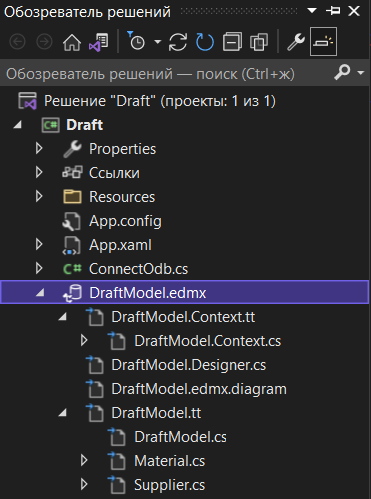 Обозреватель решений
Обозреватель решений — поиск (Ctrl+ж)
Решение "Draft" (проекты: 1 из 1)
Draft
Properties
Ссылки
Resources
App.config
App.xaml
ConnectOdb.cs
DraftModel.edmx
DraftModel.Context.tt
DraftModel.Context.cs
DraftModel.Designer.cs
DraftModel.edmx.diagram
DraftModel.tt
DraftModel.cs
Material.cs
Supplier.cs